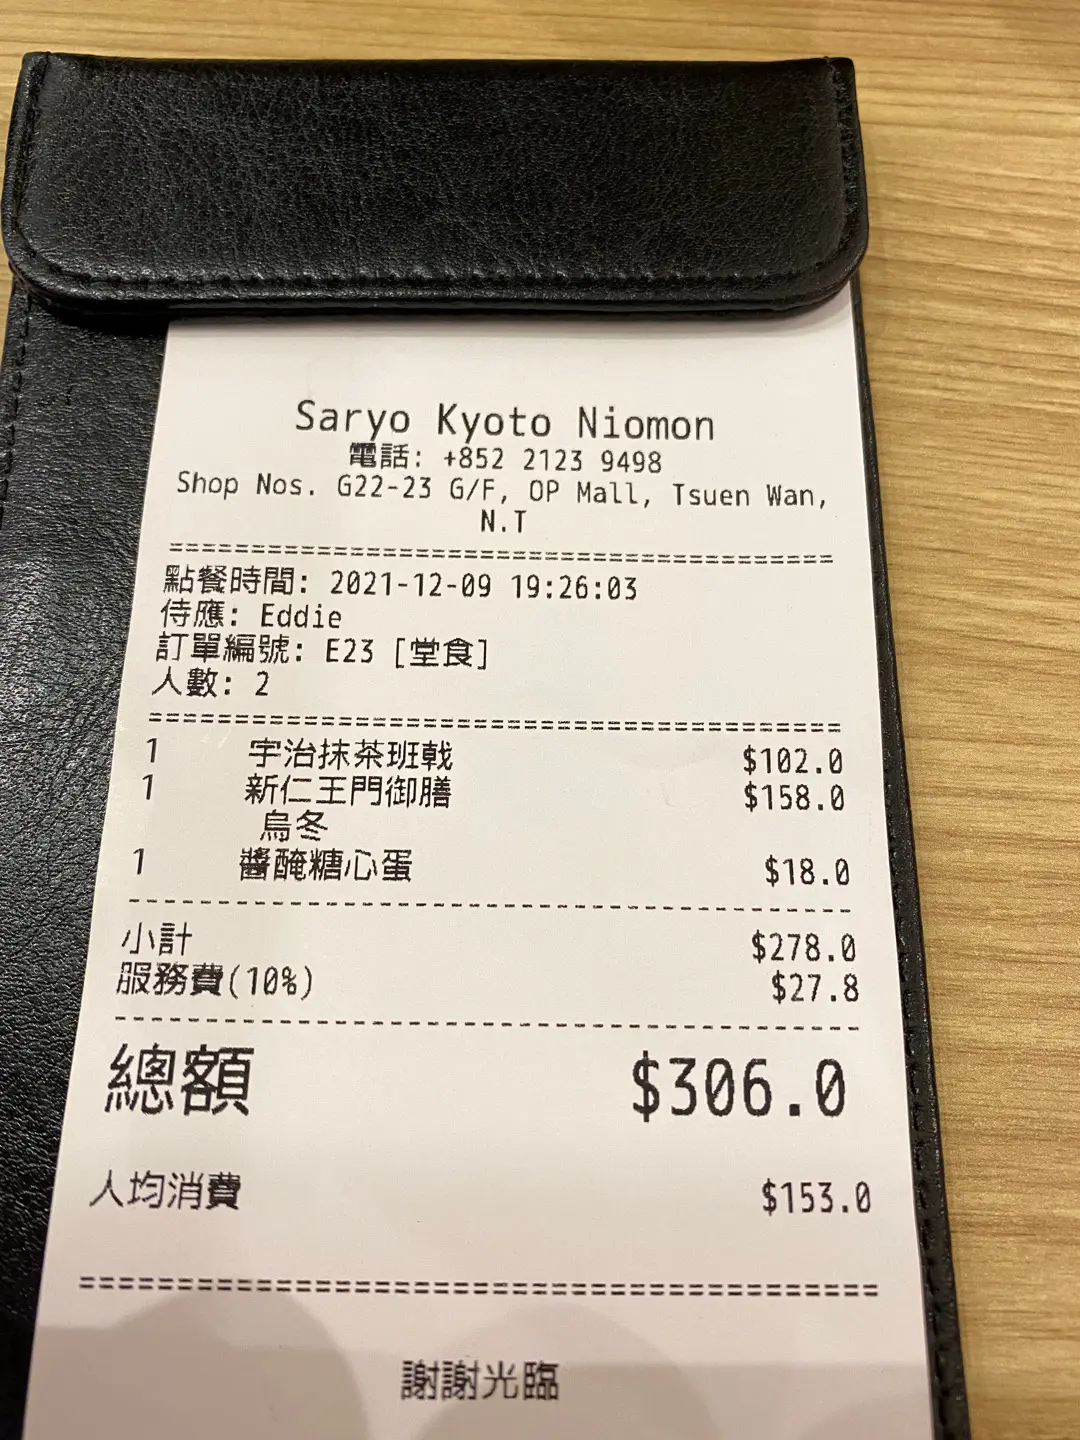 Saryo Kyoto Niomon
電話: +852 2123 9498
Shop Nos. G22-23 G/F, OP Mall, Tsuen Wan,
N.T
=========================================
點餐時間: 2021-12-09 19:26:03
侍應: Eddie
訂單編號: E23 [堂食]
人數: 2
=========================================
1 宇治抹茶班戟 $102.0
1 新仁王門御膳 $158.0
烏冬
1 醬醃糖心蛋 $18.0
-----------------------------------------
小計 $278.0
服務費(10%) $27.8
-----------------------------------------
總額 $306.0
人均消費 $153.0
=========================================
謝謝光臨